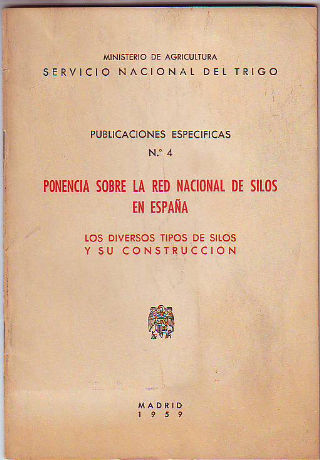 MINISTERIO DE AGRICULTURA
SERVICIO NACIONAL DEL TRIGO
PUBLICACIONES ESPECIFICAS
N.° 4
PONENCIA SOBRE LA RED NACIONAL DE SILOS
EN ESPAÑA
LOS DIVERSOS TIPOS DE SILOS
Y SU CONSTRUCCION
MADRID
1959